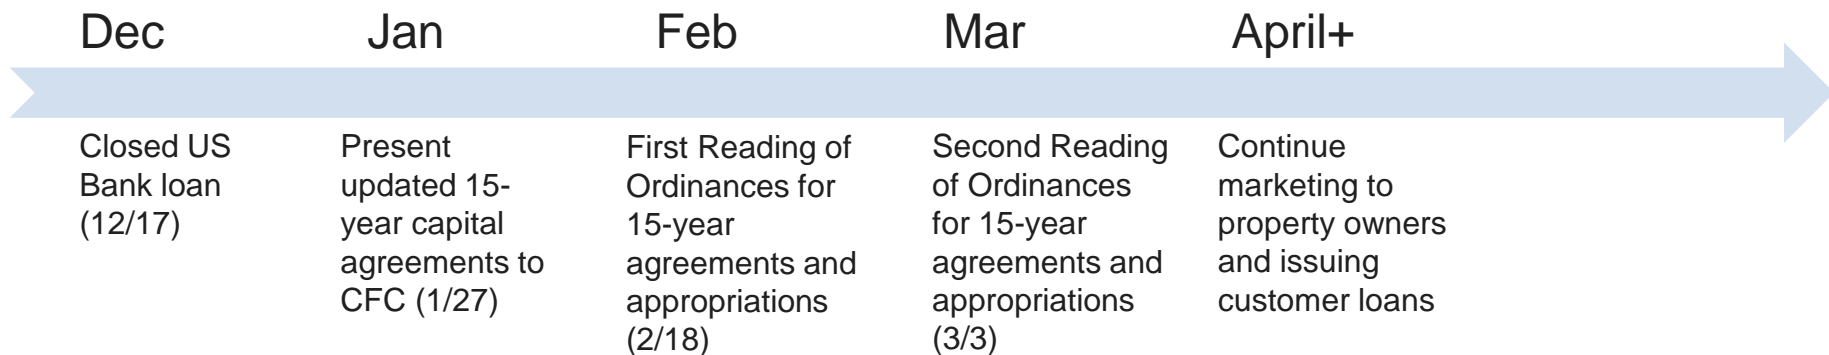 Dec
Jan
Feb
Mar
April+
Closed US
Bank loan
(12/17)
Present
updated 15-
year capital
agreements to
CFC (1/27)
First Reading of
Ordinances for
15-year
agreements and
appropriations
(2/18)
Second Reading
of Ordinances
for 15-year
agreements and
appropriations
(3/3)
Continue
marketing to
property owners
and issuing
customer loans